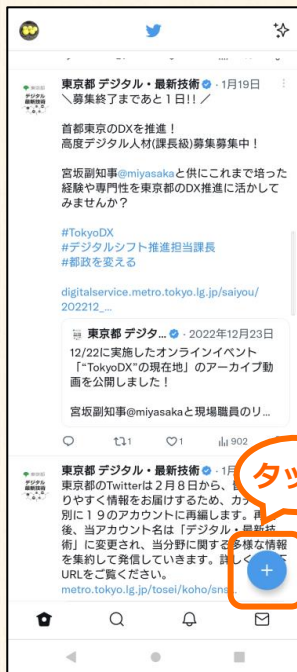 東京都 デジタル・最新技術 · 1月19日
＼募集終了まであと1日!! ／
首都東京のDXを推進！
高度デジタル人材(課長級)募集募集中！
宮坂副知事@miyasakaと供にこれまで培った
経験や専門性を東京都のDX推進に活かして
みませんか？
#TokyoDX
#デジタルシフト推進担当課長
#都政を変える
digitalservice.metro.tokyo.lg.jp/saiyou/
202212_...
東京都 デジタ... · 2022年12月23日
12/22に実施したオンラインイベント
「"TokyoDX"の現在地」のアーカイブ動
画を公開しました！
宮坂副知事@miyasakaと現場職員のリ...
1
1
902
東京都 デジタル・最新技術 · 1月
東京都のTwitterは２月８日から、
りやすく情報をお届けするため、カテ
別に１９のアカウントに再編します。再
後、当アカウント名は「デジタル・最新技
術」に変更され、当分野に関する多様な情報
を集約して発信していきます。詳しく
URLをご覧ください。
metro.tokyo.lg.jp/tosei/koho/sns
タッ